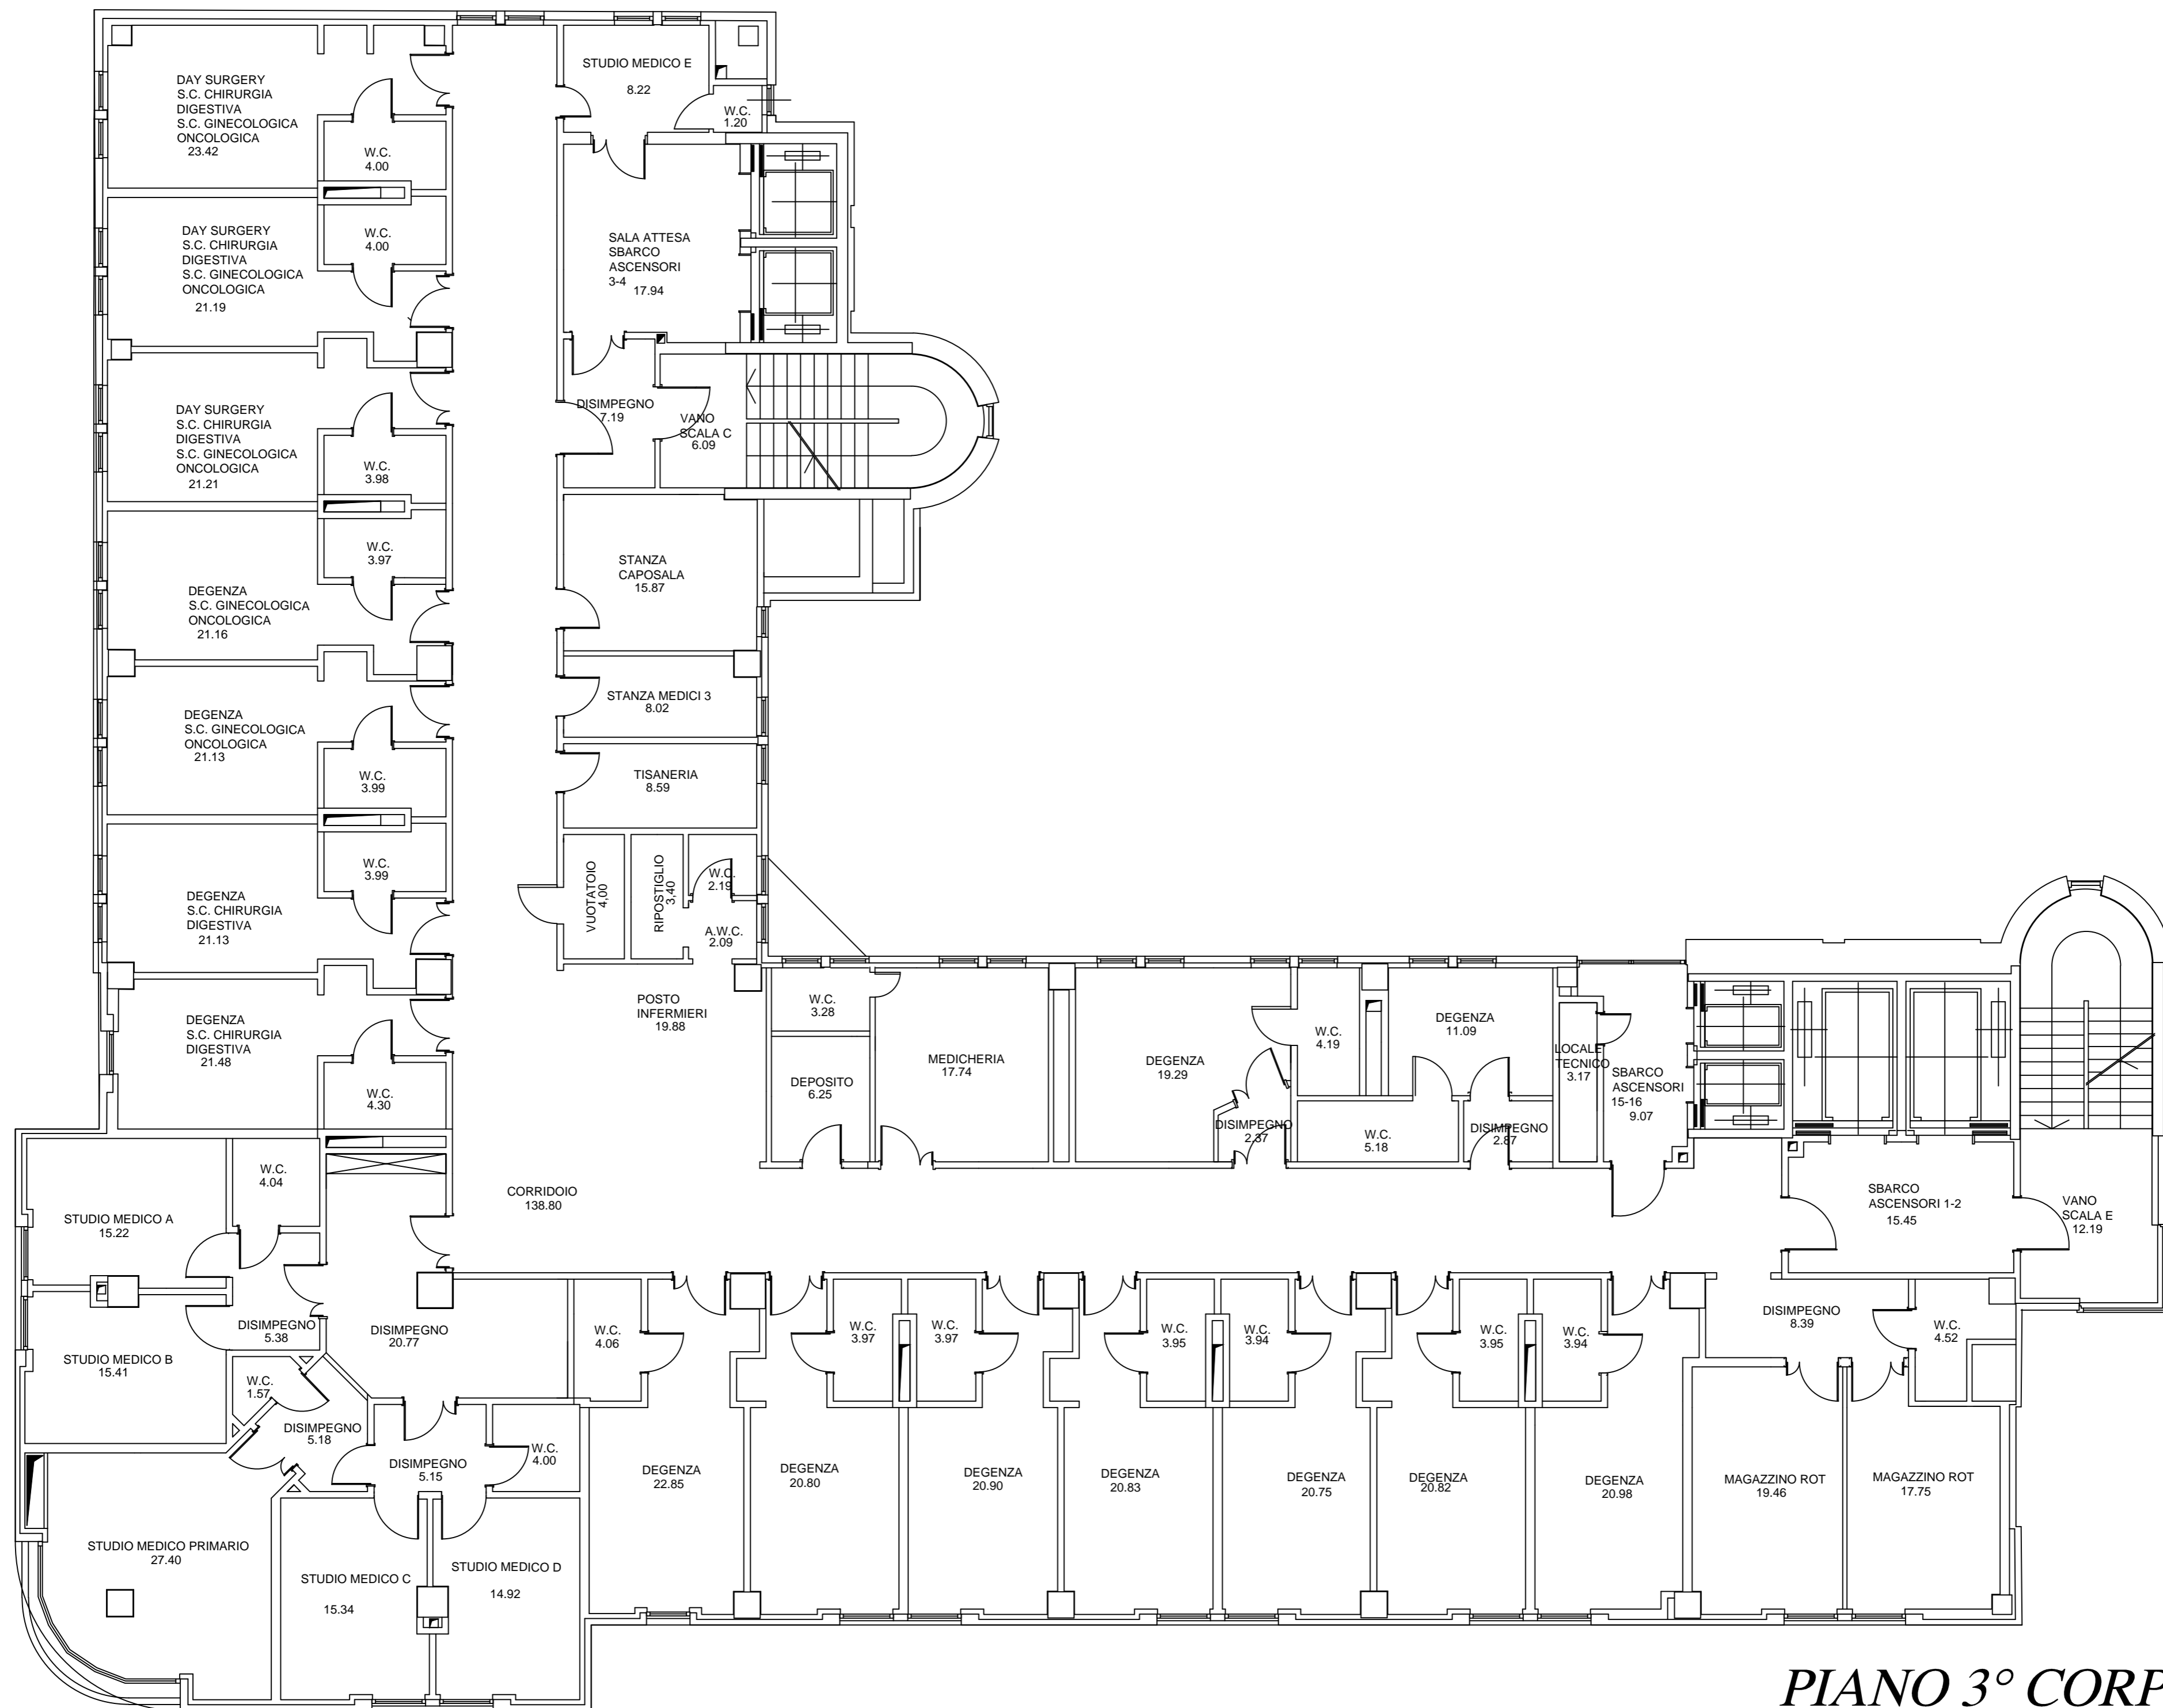 DAY SURGERY
S.C. CHIRURGIA
DIGESTIVA
S.C. GINECOLOGICA
ONCOLOGICA
23.42
W.C.
4.00
STUDIO MEDICO E
8.22
W.C.
1.20
DAY SURGERY
S.C. CHIRURGIA
DIGESTIVA
S.C. GINECOLOGICA
ONCOLOGICA
21.19
W.C.
4.00
SALA ATTESA
SBARCO
ASCENSORI
3-4 17.94
DAY SURGERY
S.C. CHIRURGIA
DIGESTIVA
S.C. GINECOLOGICA
ONCOLOGICA
21.21
W.C.
3.98
DISIMPEGNO
7.19
VANO
SCALA C
6.09
DEGENZA
S.C. GINECOLOGICA
ONCOLOGICA
21.16
W.C.
3.97
STANZA
CAPOSALA
15.87
DEGENZA
S.C. GINECOLOGICA
ONCOLOGICA
21.13
W.C.
3.99
STANZA MEDICI 3
8.02
TISANERIA
8.59
DEGENZA
S.C. CHIRURGIA
DIGESTIVA
21.13
W.C.
3.99
VUOTATOIO
4,00
RIPOSTIGLIO
3,40
W.C.
2.19
A.W.C.
2.09
DEGENZA
S.C. CHIRURGIA
DIGESTIVA
21.48
W.C.
4.30
POSTO
INFERMIERI
19.88
W.C.
3.28
DEPOSITO
6.25
MEDICHERIA
17.74
DEGENZA
19.29
W.C.
4.19
DISIMPEGNO
2.37
DEGENZA
11.09
W.C.
5.18
DISIMPEGNO
2.87
LOCALE
TECNICO
3.17
SBARCO
ASCENSORI
15-16
9.07
SBARCO
ASCENSORI 1-2
15.45
VANO
SCALA E
12.19
CORRIDOIO
138.80
STUDIO MEDICO A
15.22
W.C.
4.04
STUDIO MEDICO B
15.41
DISIMPEGNO
5.38
DISIMPEGNO
20.77
W.C.
1.57
DISIMPEGNO
5.18
DISIMPEGNO
5.15
W.C.
4.00
STUDIO MEDICO PRIMARIO
27.40
STUDIO MEDICO C
15.34
STUDIO MEDICO D
14.92
W.C.
4.06
W.C.
3.97
W.C.
3.97
W.C.
3.95
W.C.
3.94
W.C.
3.95
W.C.
3.94
DISIMPEGNO
8.39
W.C.
4.52
DEGENZA
22.85
DEGENZA
20.80
DEGENZA
20.90
DEGENZA
20.83
DEGENZA
20.75
DEGENZA
20.82
DEGENZA
20.98
MAGAZZINO ROT
19.46
MAGAZZINO ROT
17.75
PIANO 3° CORP